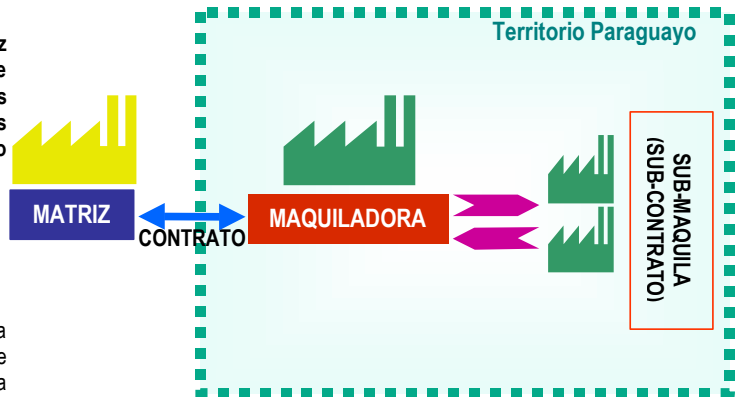 Territorio Paraguayo
MATRIZ
CONTRATO
MAQUILADORA
SUB-MAQUILA
(SUB-CONTRATO)